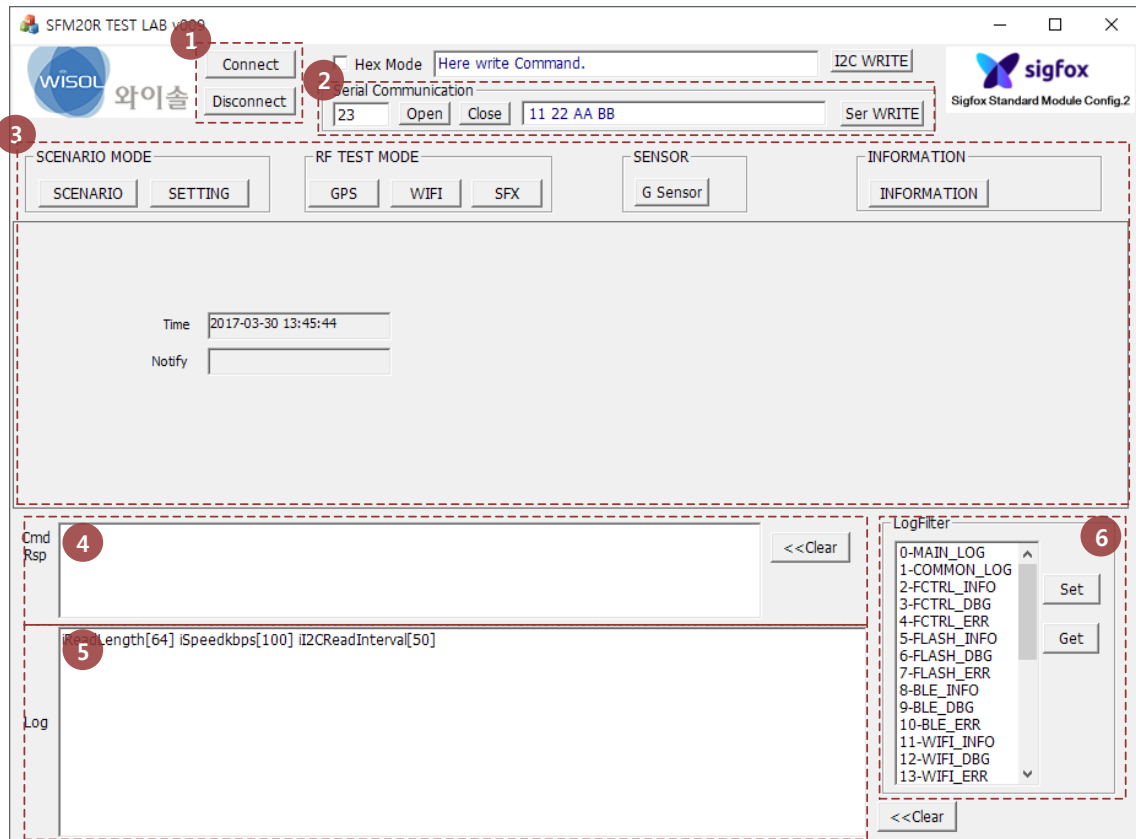 SFM20R TEST LAB v009
1
WISOL
와이솔
Connect
Disconnect
Hex Mode
Here write Command.
I2C WRITE
2
Serial Communication
23
Open
Close
11 22 AA BB
Ser WRITE
sigfox
Sigfox Standard Module Config.2
3
SCENARIO MODE
SCENARIO
SETTING
RF TEST MODE
GPS
WIFI
SFX
SENSOR
G Sensor
INFORMATION
INFORMATION
Time
2017-03-30 13:45:44
Notify
Cmd
Rsp
4
<<Clear
Log
5
iReadLength[64] iSpeedkbps[100] iI2CReadInterval[50]
LogFilter
6
0-MAIN_LOG
1-COMMON_LOG
2-FCTRL_INFO
3-FCTRL_DBG
4-FCTRL_ERR
5-FLASH_INFO
6-FLASH_DBG
7-FLASH_ERR
8-BLE_INFO
9-BLE_DBG
10-BLE_ERR
11-WIFI_INFO
12-WIFI_DBG
13-WIFI_ERR
Set
Get
<<Clear